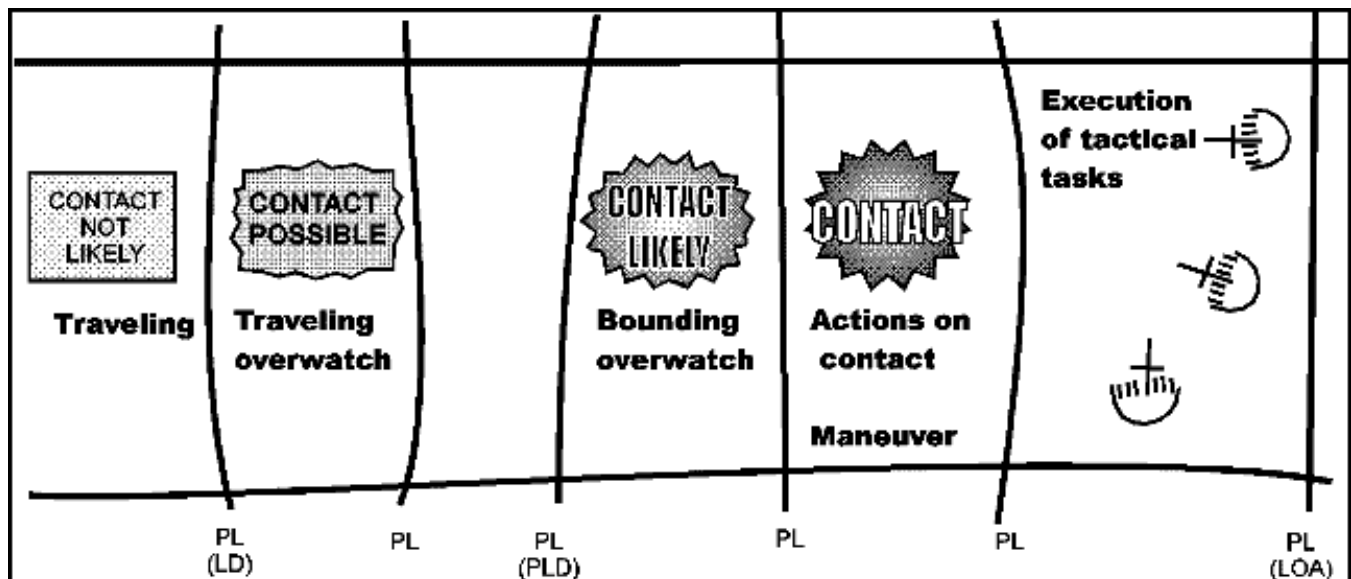 CONTACT
NOT
LIKELY
Traveling
CONTACT
POSSIBLE
Traveling
overwatch
CONTACT
LIKELY
Bounding
overwatch
CONTACT
Actions on
contact
Maneuver
Execution
of tactical
tasks
PL
(LD)
PL
PL
(PLD)
PL
PL
PL
(LOA)